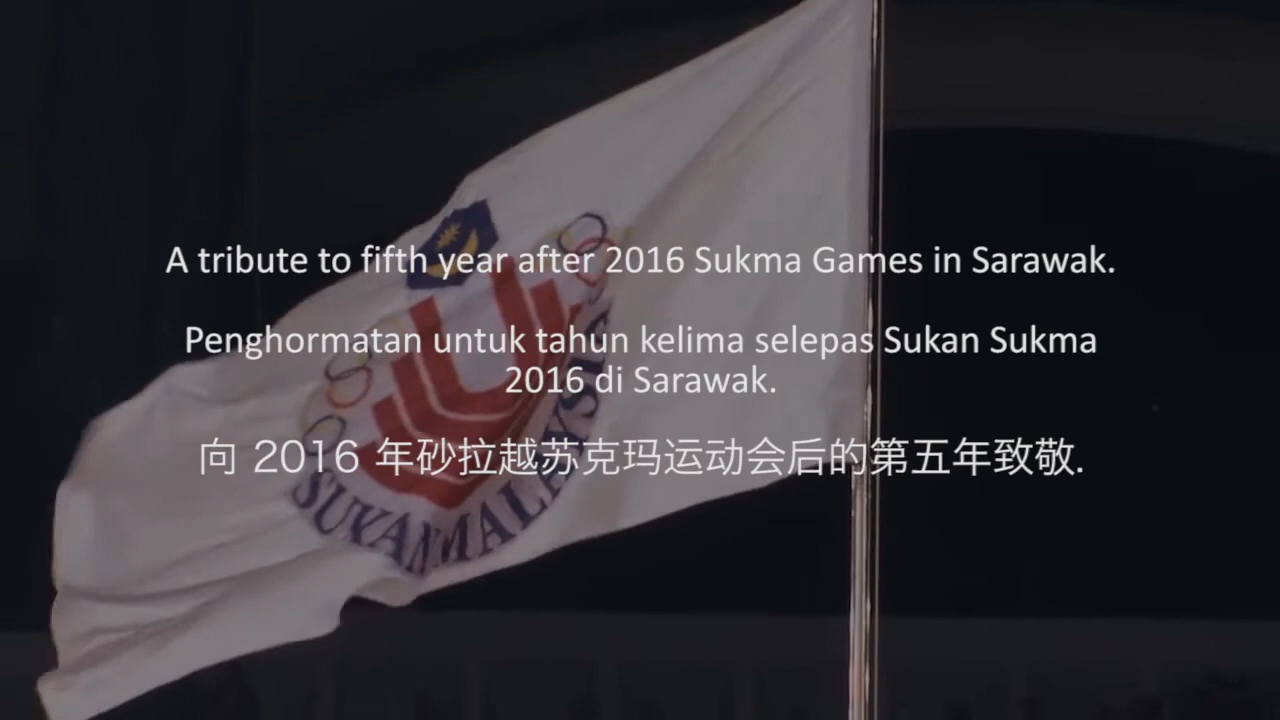 A tribute to fifth year after 2016 Sukma Games in Sarawak.
Penghormatan untuk tahun kelima selepas Sukan Sukma
2016 di Sarawak.
向 2016 年砂拉越苏克玛运动会后的第五年致敬.
SUKAN MALAYSIA